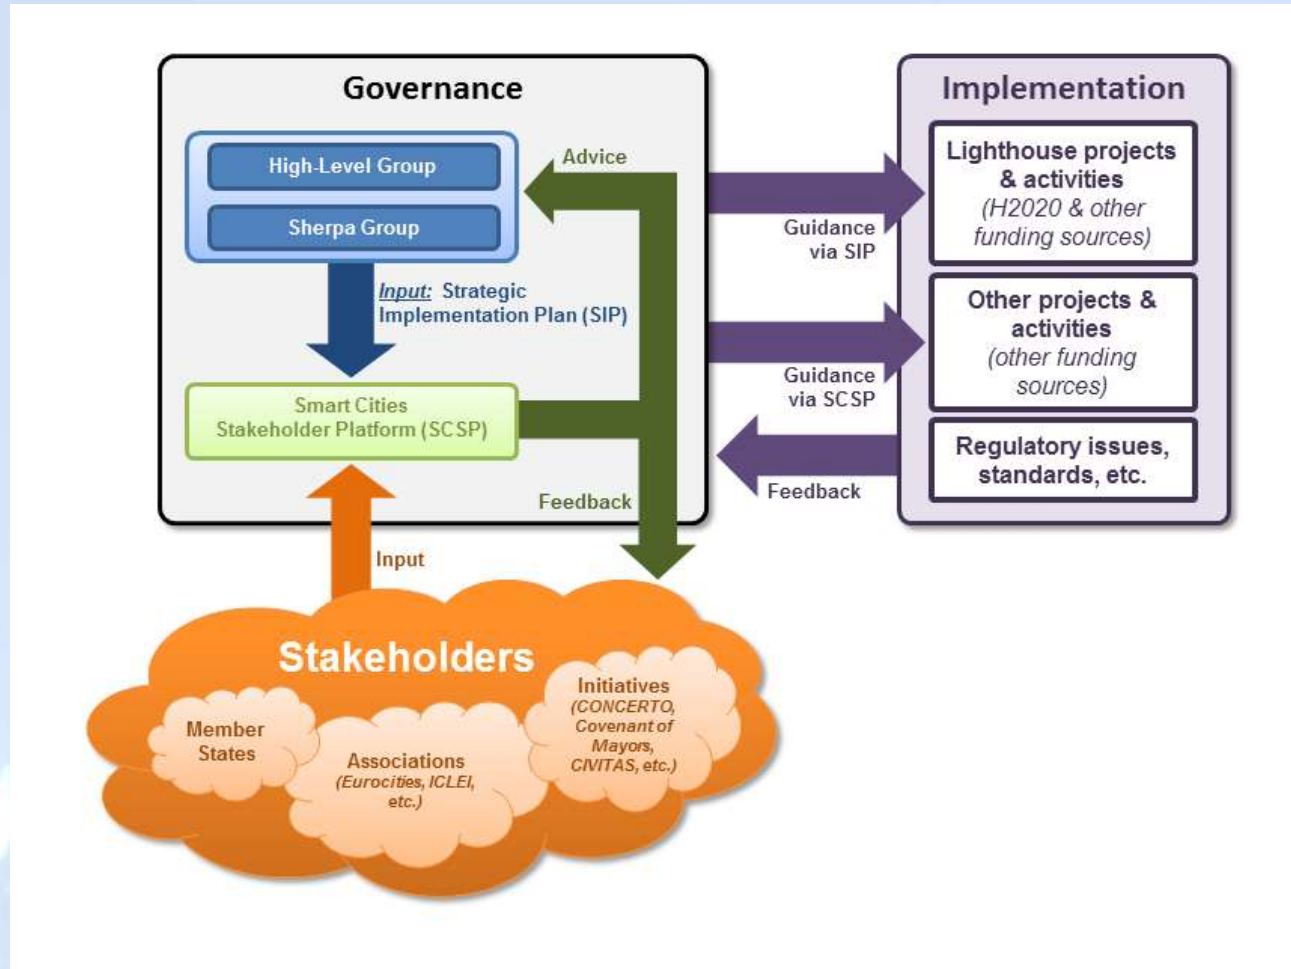 Governance
High-Level Group
Sherpa Group
Advice
Input: Strategic
Implementation Plan (SIP)
Smart Cities
Stakeholder Platform (SCSP)
Feedback
Input
Guidance
via SIP
Guidance
via SCSP
Feedback
Implementation
Lighthouse projects
& activities
(H2020 & other
funding sources)
Other projects &
activities
(other funding
sources)
Regulatory issues,
standards, etc.
Stakeholders
Member
States
Associations
(Eurocities, ICLEI,
etc.)
Initiatives
(CONCERTO,
Covenant of
Mayors,
CIVITAS, etc.)